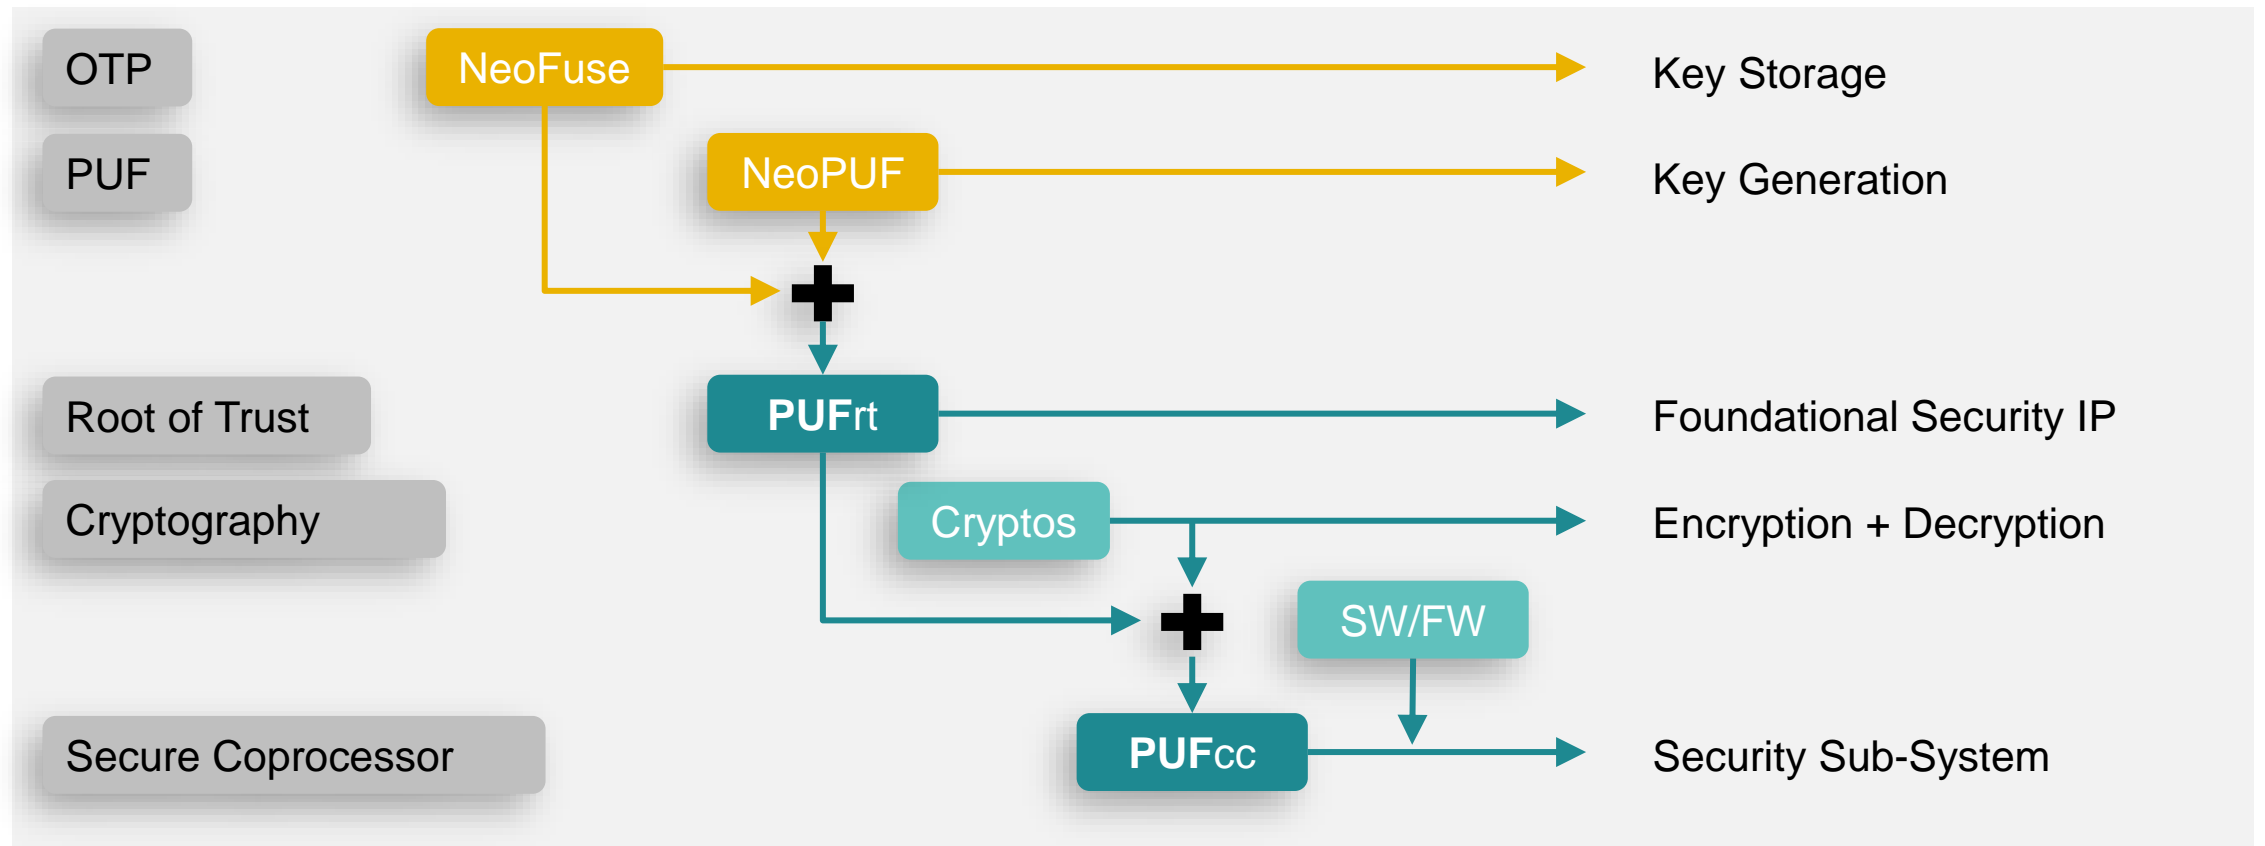 OTP
NeoFuse
Key Storage
PUF
NeoPUF
Key Generation
Root of Trust
PUFrt
Foundational Security IP
Cryptography
Cryptos
Encryption + Decryption
SW/FW
Secure Coprocessor
PUFcc
Security Sub-System